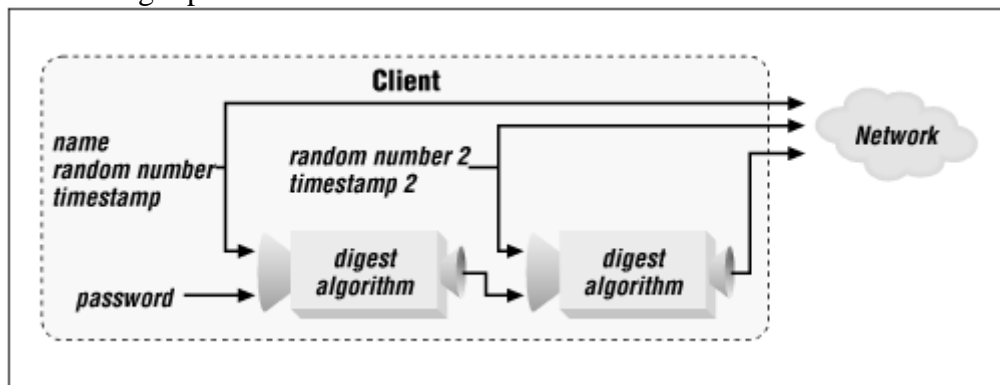 Client
name
random number
timestamp
random number 2
timestamp 2
Network
digest
algorithm
digest
algorithm
password